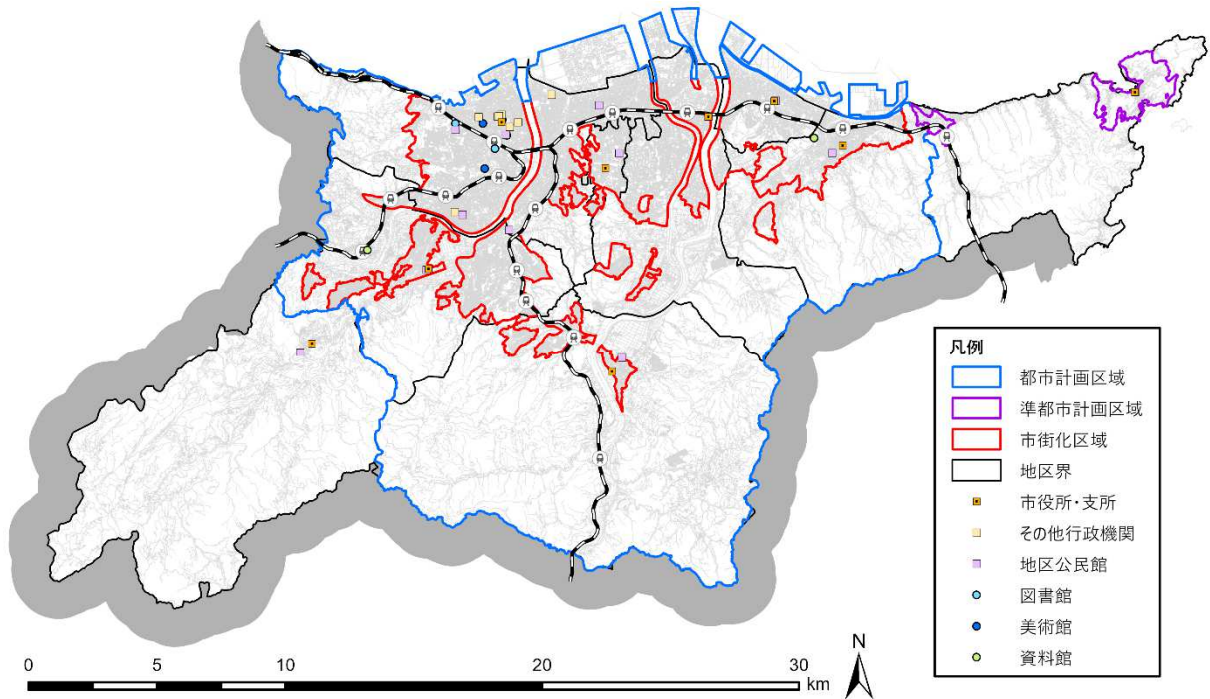 凡例
都市計画区域
準都市計画区域
市街化区域
地区界
市役所・支所
その他行政機関
地区公民館
図書館
美術館
資料館
N
0 5 10 20 30
km